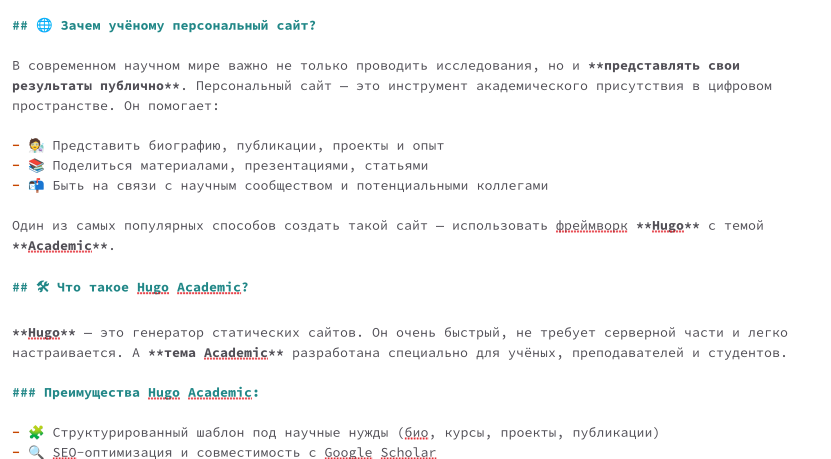 ## 🌐 Зачем учёному персональный сайт?
В современном научном мире важно не только проводить исследования, но и **представлять свои
результаты публично**. Персональный сайт — это инструмент академического присутствия в цифровом
пространстве. Он помогает:
- 🧑‍🔬 Представить биографию, публикации, проекты и опыт
- 📚 Поделиться материалами, презентациями, статьями
- 📬 Быть на связи с научным сообществом и потенциальными коллегами
Один из самых популярных способов создать такой сайт — использовать фреймворк **Hugo** с темой
**Academic**.
## 🛠 Что такое Hugo Academic?
**Hugo** — это генератор статических сайтов. Он очень быстрый, не требует серверной части и легко
настраивается. А **тема Academic** разработана специально для учёных, преподавателей и студентов.
### Преимущества Hugo Academic:
- 🧩 Структурированный шаблон под научные нужды (био, курсы, проекты, публикации)
- 🔍 SEO-оптимизация и совместимость с Google Scholar